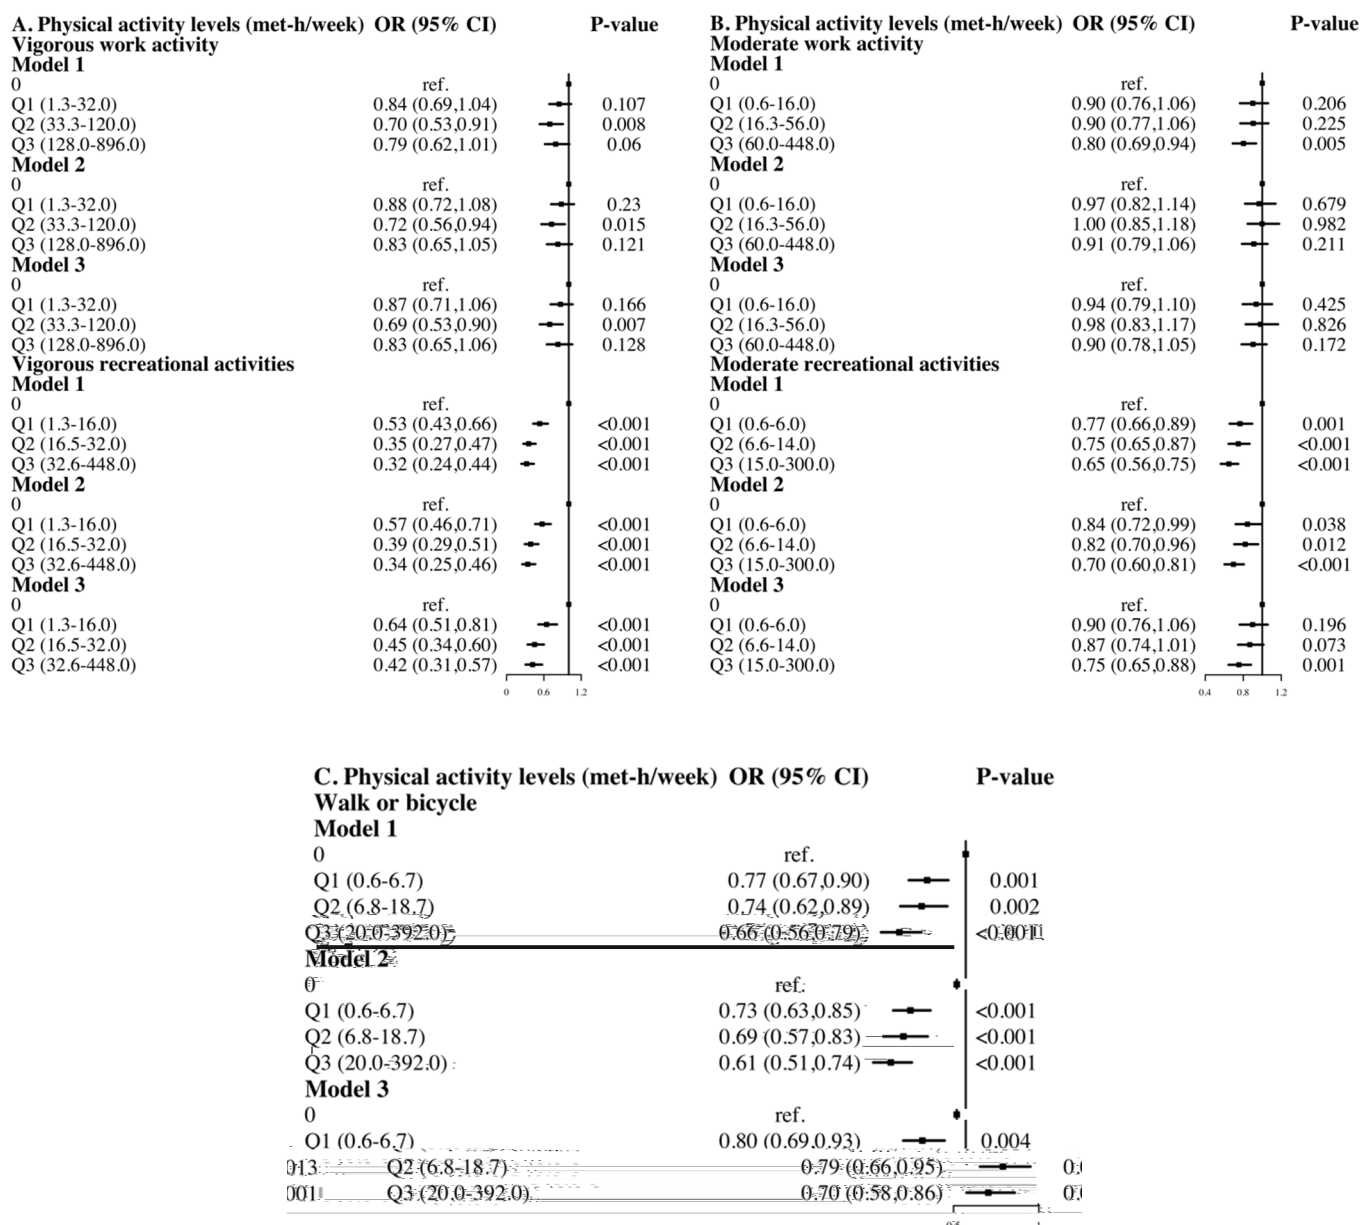 A. Physical activity levels (met-h/week) OR (95% CI) P-value
Vigorous work activity
Model 1
0 ref.
Q1 (1.3-32.0) 0.84 (0.69,1.04) 0.107
Q2 (33.3-120.0) 0.70 (0.53,0.91) 0.008
Q3 (128.0-896.0) 0.79 (0.62,1.01) 0.06
Model 2
0 ref.
Q1 (1.3-32.0) 0.88 (0.72,1.08) 0.23
Q2 (33.3-120.0) 0.72 (0.56,0.94) 0.015
Q3 (128.0-896.0) 0.83 (0.65,1.05) 0.121
Model 3
0 ref.
Q1 (1.3-32.0) 0.87 (0.71,1.06) 0.166
Q2 (33.3-120.0) 0.69 (0.53,0.90) 0.007
Q3 (128.0-896.0) 0.83 (0.65,1.06) 0.128
Vigorous recreational activities
Model 1
0 ref.
Q1 (1.3-16.0) 0.53 (0.43,0.66) <0.001
Q2 (16.5-32.0) 0.35 (0.27,0.47) <0.001
Q3 (32.6-448.0) 0.32 (0.24,0.44) <0.001
Model 2
0 ref.
Q1 (1.3-16.0) 0.57 (0.46,0.71) <0.001
Q2 (16.5-32.0) 0.39 (0.29,0.51) <0.001
Q3 (32.6-448.0) 0.34 (0.25,0.46) <0.001
Model 3
0 ref.
Q1 (1.3-16.0) 0.64 (0.51,0.81) <0.001
Q2 (16.5-32.0) 0.45 (0.34,0.60) <0.001
Q3 (32.6-448.0) 0.42 (0.31,0.57) <0.001
0 0.6 1.2
B. Physical activity levels (met-h/week) OR (95% CI) P-value
Moderate work activity
Model 1
0 ref.
Q1 (0.6-16.0) 0.90 (0.76,1.06) 0.206
Q2 (16.3-56.0) 0.90 (0.77,1.06) 0.225
Q3 (60.0-448.0) 0.80 (0.69,0.94) 0.005
Model 2
0 ref.
Q1 (0.6-16.0) 0.97 (0.82,1.14) 0.679
Q2 (16.3-56.0) 1.00 (0.85,1.18) 0.982
Q3 (60.0-448.0) 0.91 (0.79,1.06) 0.211
Model 3
0 ref.
Q1 (0.6-16.0) 0.94 (0.79,1.10) 0.425
Q2 (16.3-56.0) 0.98 (0.83,1.17) 0.826
Q3 (60.0-448.0) 0.90 (0.78,1.05) 0.172
Moderate recreational activities
Model 1
0 ref.
Q1 (0.6-6.0) 0.77 (0.66,0.89) 0.001
Q2 (6.6-14.0) 0.75 (0.65,0.87) <0.001
Q3 (15.0-300.0) 0.65 (0.56,0.75) <0.001
Model 2
0 ref.
Q1 (0.6-6.0) 0.84 (0.72,0.99) 0.038
Q2 (6.6-14.0) 0.82 (0.70,0.96) 0.012
Q3 (15.0-300.0) 0.70 (0.60,0.81) <0.001
Model 3
0 ref.
Q1 (0.6-6.0) 0.90 (0.76,1.06) 0.196
Q2 (6.6-14.0) 0.87 (0.74,1.01) 0.073
Q3 (15.0-300.0) 0.75 (0.65,0.88) 0.001
0.4 0.8 1.2
C. Physical activity levels (met-h/week) OR (95% CI) P-value
Walk or bicycle
Model 1
0 ref.
Q1 (0.6-6.7) 0.77 (0.67,0.90) 0.001
Q2 (6.8-18.7) 0.74 (0.62,0.89) 0.002
Q3 (20.0-392.0) 0.66 (0.56,0.79) <0.001
Model 2
0 ref.
Q1 (0.6-6.7) 0.73 (0.63,0.85) <0.001
Q2 (6.8-18.7) 0.69 (0.57,0.83) <0.001
Q3 (20.0-392.0) 0.61 (0.51,0.74) <0.001
Model 3
0 ref.
Q1 (0.6-6.7) 0.80 (0.69,0.93) 0.004
013 Q2 (6.8-18.7) 0.79 (0.66,0.95) 0.
001 Q3 (20.0-392.0) 0.70 (0.58,0.86) 0.